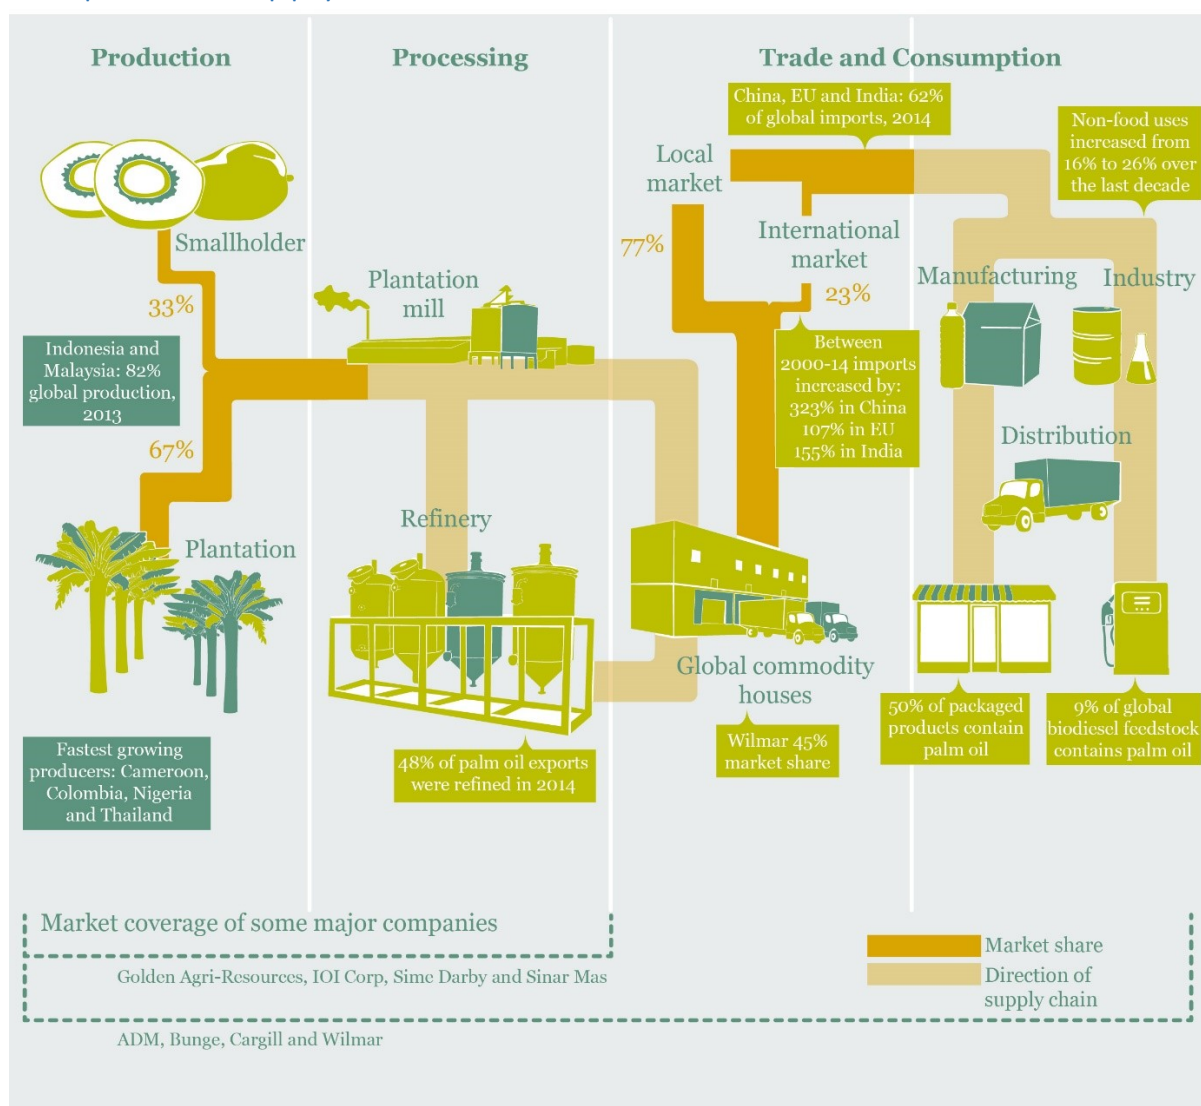 Production
Processing
Trade and Consumption
China, EU and India: 62%
of global imports, 2014
Non-food uses
increased from
16% to 26% over
the last decade
Local
market
Smallholder
77%
International
market
23%
Plantation
mill
Manufacturing
Industry
33%
Indonesia and
Malaysia: 82%
global production,
2013
Between
2000-14 imports
increased by:
323% in China
107% in EU
155% in India
67%
Distribution
Refinery
Plantation
Global commodity
houses
50% of packaged
products contain
palm oil
9% of global
biodiesel feedstock
contains palm oil
Wilmar 45%
market share
Fastest growing
producers: Cameroon,
Colombia, Nigeria
and Thailand
48% of palm oil exports
were refined in 2014
Market coverage of some major companies
Golden Agri-Resources, IOI Corp, Sime Darby and Sinar Mas
ADM, Bunge, Cargill and Wilmar
Market share
Direction of
supply chain